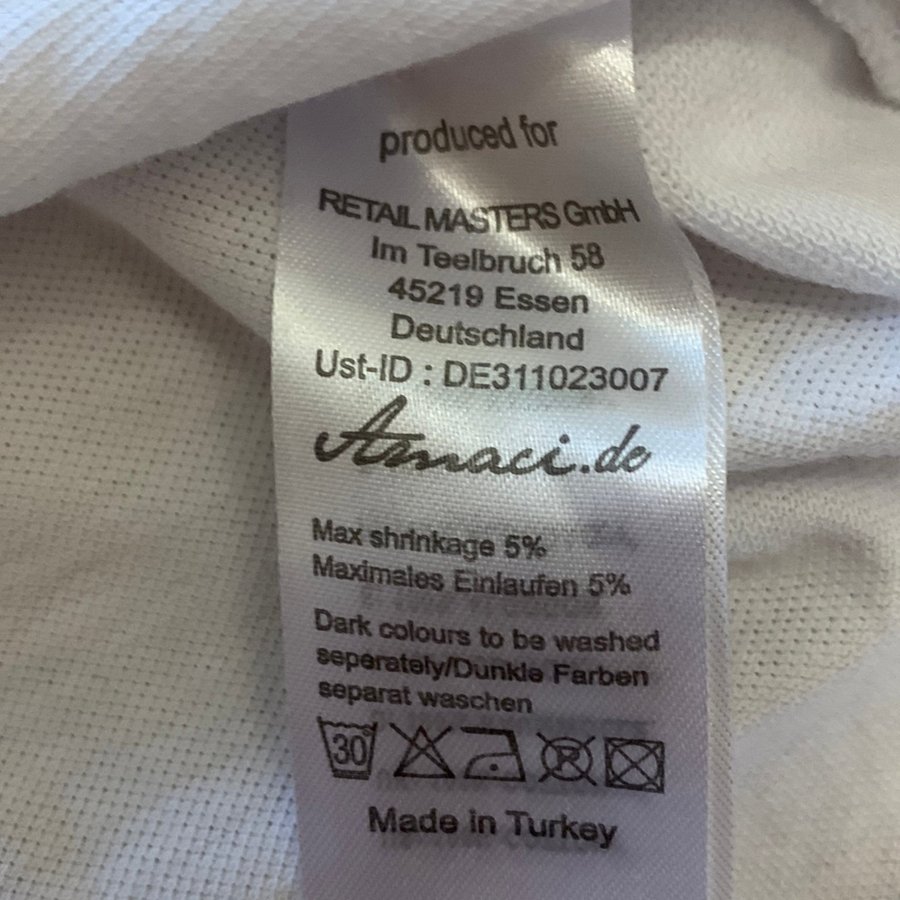 produced for
RETAIL MASTERS GmbH
Im Teelbruch 58
45219 Essen
Deutschland
Ust-ID : DE311023007
Amaci.de
Max shrinkage 5%
Maximales Einlaufen 5%
Dark colours to be washed
seperately/Dunkle Farben
separat waschen
30 R
Made in Turkey